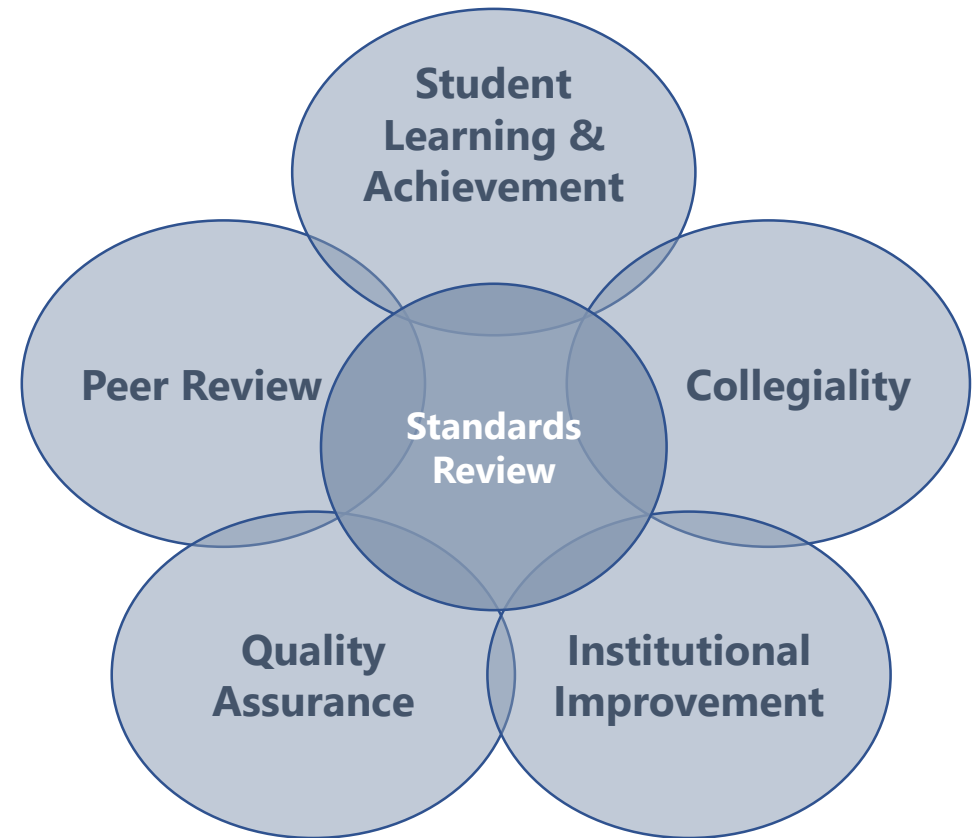 Student
Learning &
Achievement
Peer Review
Collegiality
Standards
Review
Quality
Assurance
Institutional
Improvement